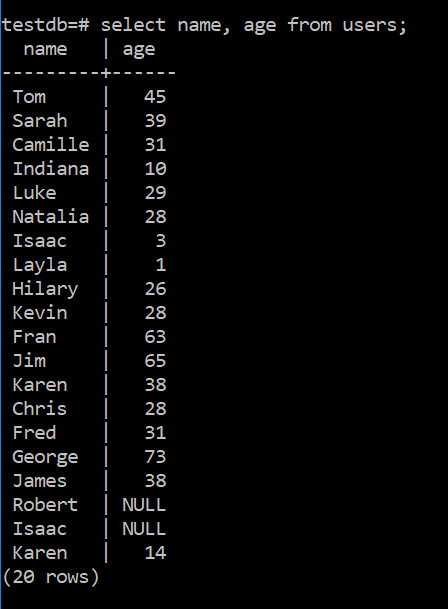 testdb=# select name, age from users;
  name   | age
---------+------
 Tom     |   45
 Sarah   |   39
 Camille |   31
 Indiana |   10
 Luke    |   29
 Natalia |   28
 Isaac   |    3
 Layla   |    1
 Hilary  |   26
 Kevin   |   28
 Fran    |   63
 Jim     |   65
 Karen   |   38
 Chris   |   28
 Fred    |   31
 George  |   73
 James   |   38
 Robert  | NULL
 Isaac   | NULL
 Karen   |   14
(20 rows)